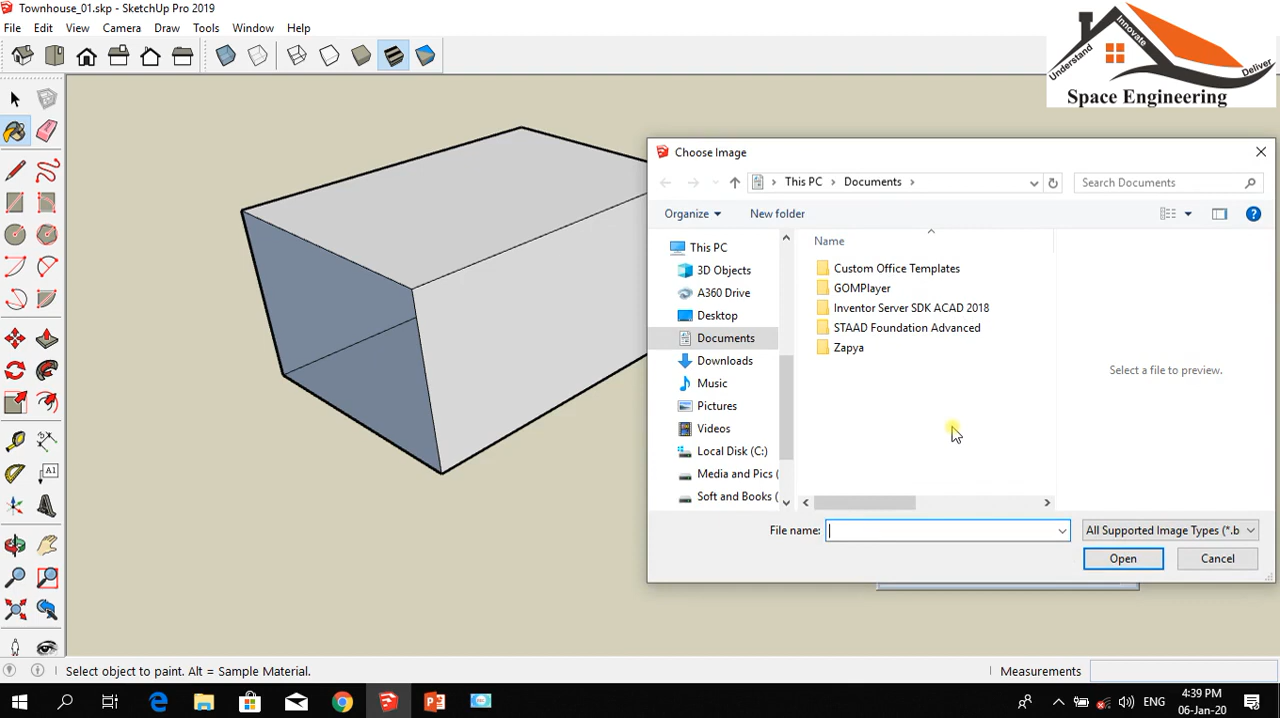 Townhouse_01.skp - SketchUp Pro 2019
File Edit View Camera Draw Tools Window Help
Understand
Innovate
Deliver
Space Engineering
Choose Image
This PC › Documents ›
Search Documents
Organize
New folder
This PC
3D Objects
A360 Drive
Desktop
Documents
Downloads
Music
Pictures
Videos
Local Disk (C:)
Media and Pics (
Soft and Books (
Name
Custom Office Templates
GOMPlayer
Inventor Server SDK ACAD 2018
STAAD Foundation Advanced
Zapya
Select a file to preview.
File name:
All Supported Image Types (*.b
Open
Cancel
A1
Select object to paint. Alt = Sample Material.
Measurements
ENG
4:39 PM
06-Jan-20